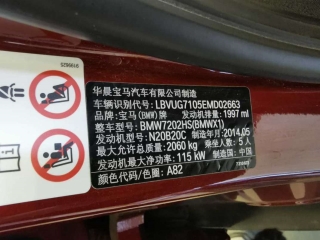 华晨宝马汽车有限公司制造
车辆识别代号: LBVUG7105EMD02663
品牌: 宝马(BMW)牌 发动机排量: 1997 ml
整车型号: BMW7202HS(BMWX1)
发动机型号: N20B20C 制造年月: 2014.05
最大允许总质量: 2060 kg 乘坐人数: 5 人
发动机最大净功率: 115 kW 制造国: 中国
颜色代码/色圈: A82